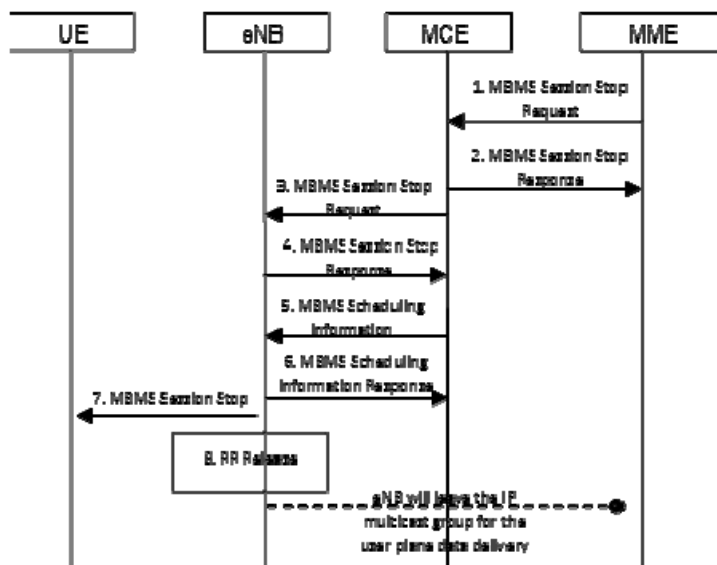 UE
eNB
MCE
MME
1. MBMS Session Stop
Request
2. MBMS Session Stop
Response
3. MBMS Session Stop
Request
4. MBMS Session Stop
Response
5. MBMS Scheduling
Information
6. MBMS Scheduling
Information Response
7. MBMS Session Stop
8. RR Release
eNB will leave the IP
multicast group for the
user plane data delivery